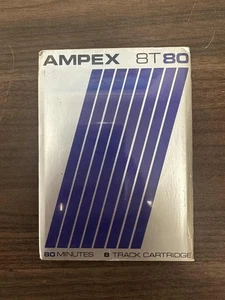 AMPEX 8T80
80 MINUTES 8 TRACK CARTRIDGE